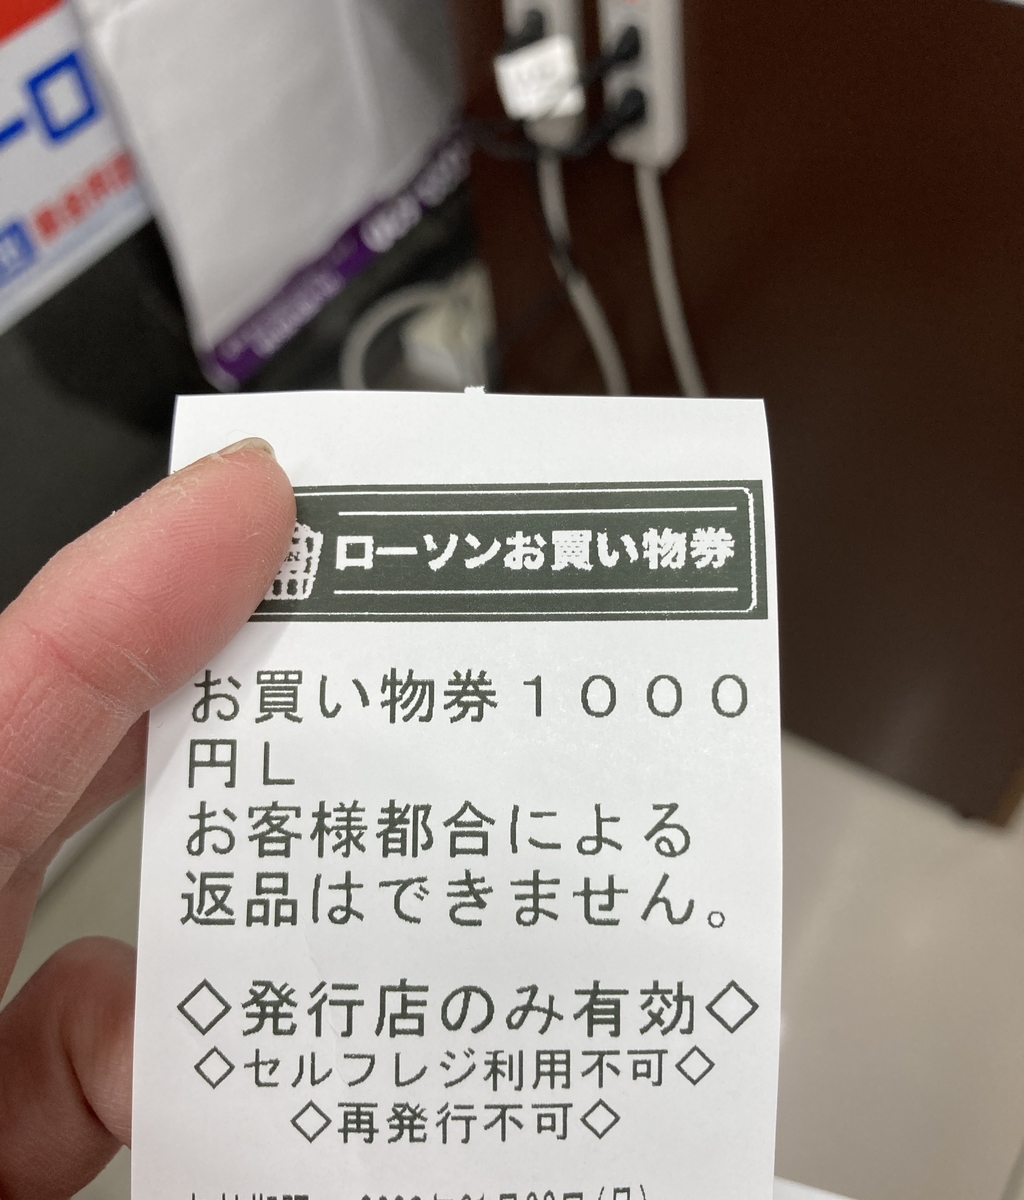 ーロ
ローソンお買い物券
お買い物券１０００
円Ｌ
お客様都合による
返品はできません。
◇発行店のみ有効◇
◇セルフレジ利用不可◇
◇再発行不可◇